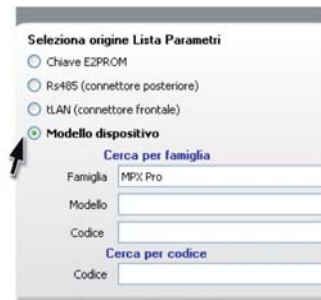 Seleziona origine Lista Parametri
Chiave E2PROM
Rs485 (connettore posteriore)
tLAN (connettore frontale)
Modello dispositivo
Cerca per famiglia
Famiglia MPX Pro
Modello
Codice
Cerca per codice
Codice